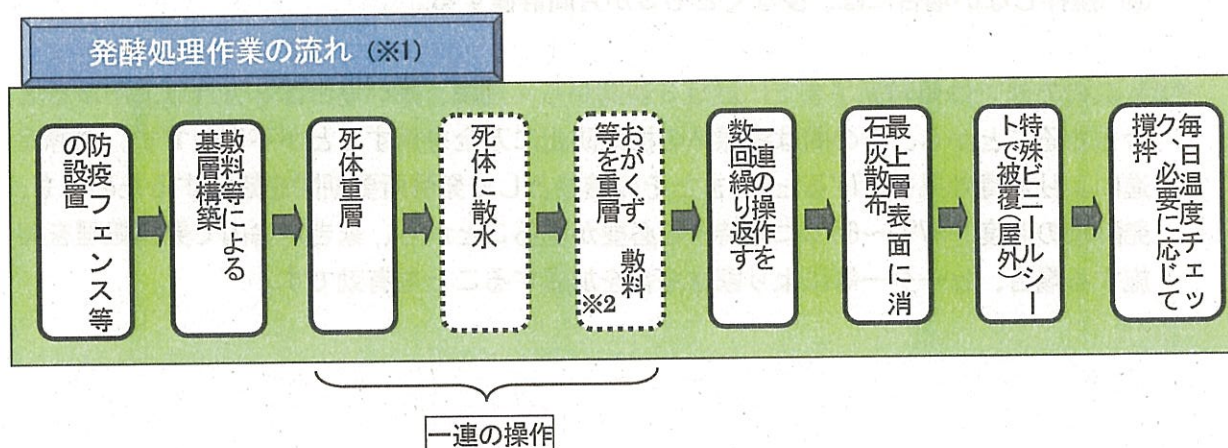 発酵処理作業の流れ (※1)
防疫フェンス等
の設置
敷料等による
基層構築
死体重層
死体に散水
おがくず、敷料
等を重層
※2
一連の操作を
数回繰り返す
最上層表面に消
石灰散布
特殊ビニールシー
トで被覆(屋外)
毎日温度チェッ
ク、必要に応じて
撹拌
一連の操作